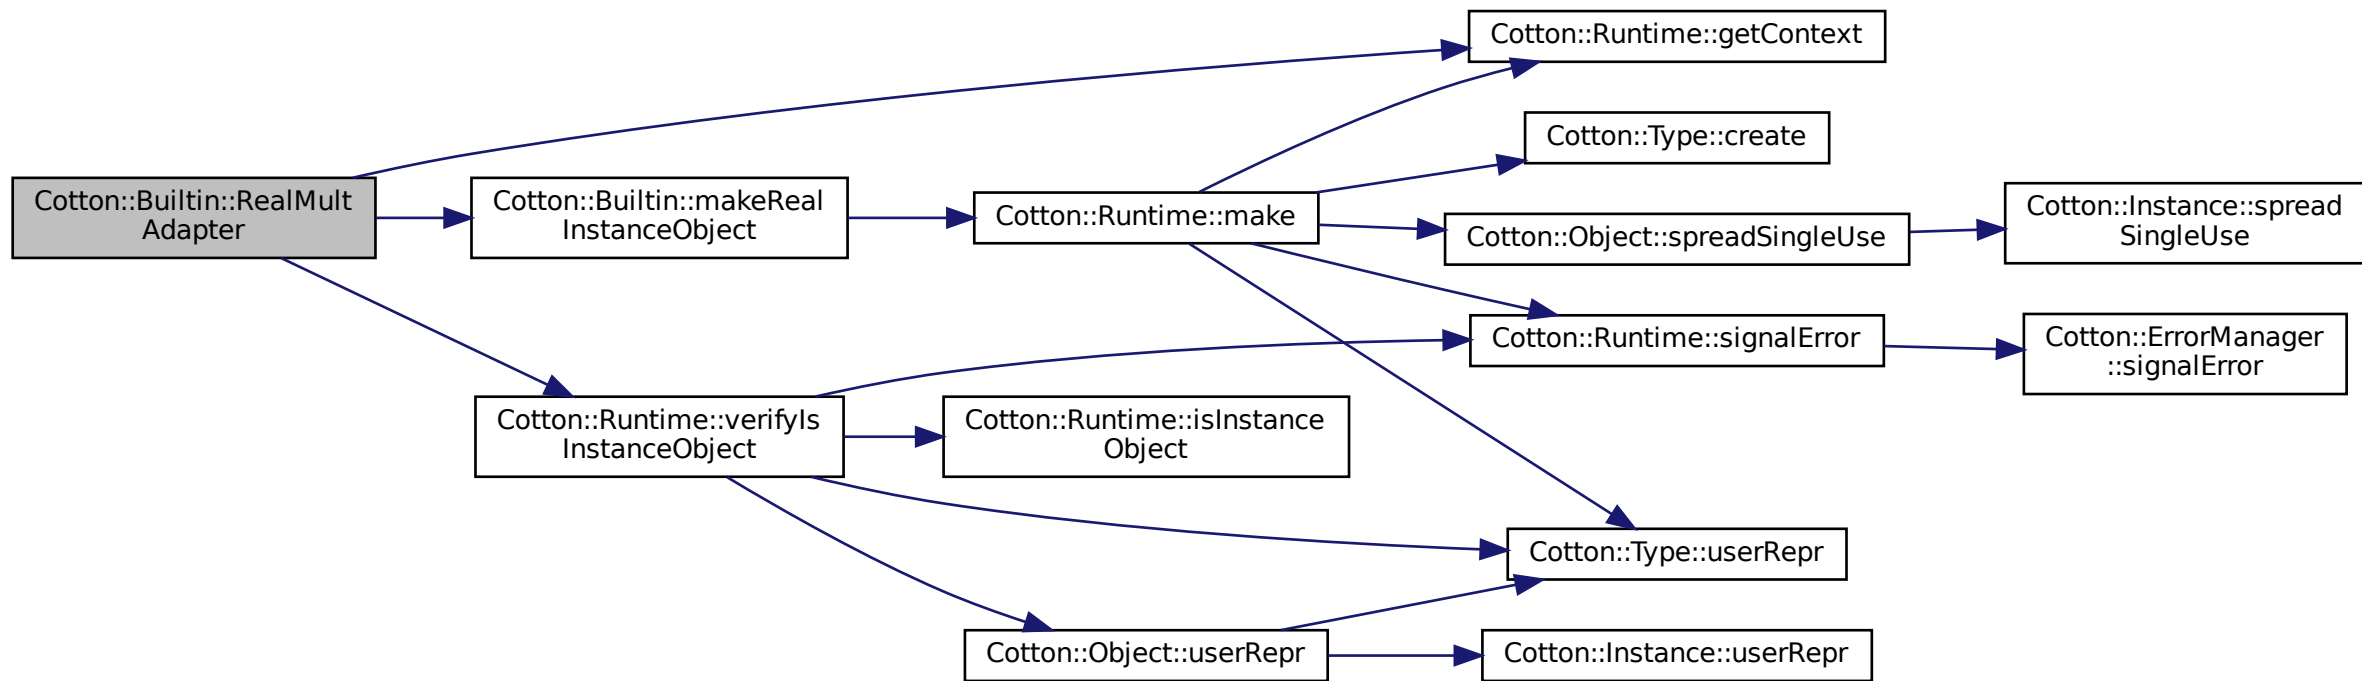 Cotton::Builtin::RealMult
Adapter
Cotton::Runtime::getContext
Cotton::Builtin::makeReal
InstanceObject
Cotton::Runtime::make
Cotton::Type::create
Cotton::Object::spreadSingleUse
Cotton::Instance::spread
SingleUse
Cotton::Runtime::signalError
Cotton::ErrorManager
::signalError
Cotton::Runtime::verifyIs
InstanceObject
Cotton::Runtime::isInstance
Object
Cotton::Type::userRepr
Cotton::Object::userRepr
Cotton::Instance::userRepr